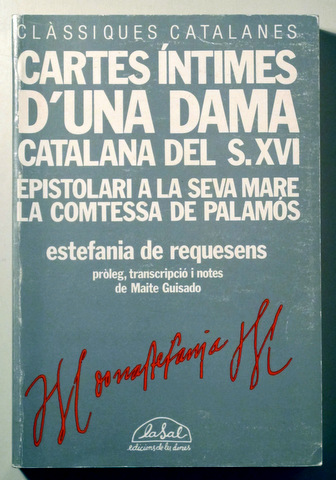 CLÀSSIQUES CATALANES
CARTES ÍNTIMES
D'UNA DAMA
CATALANA DEL S.XVI
EPISTOLARI A LA SEVA MARE
LA COMTESSA DE PALAMÓS
estefania de requesens
pròleg, transcripció i notes
de Maite Guisado
donastefania
laSal
edicions de les dones